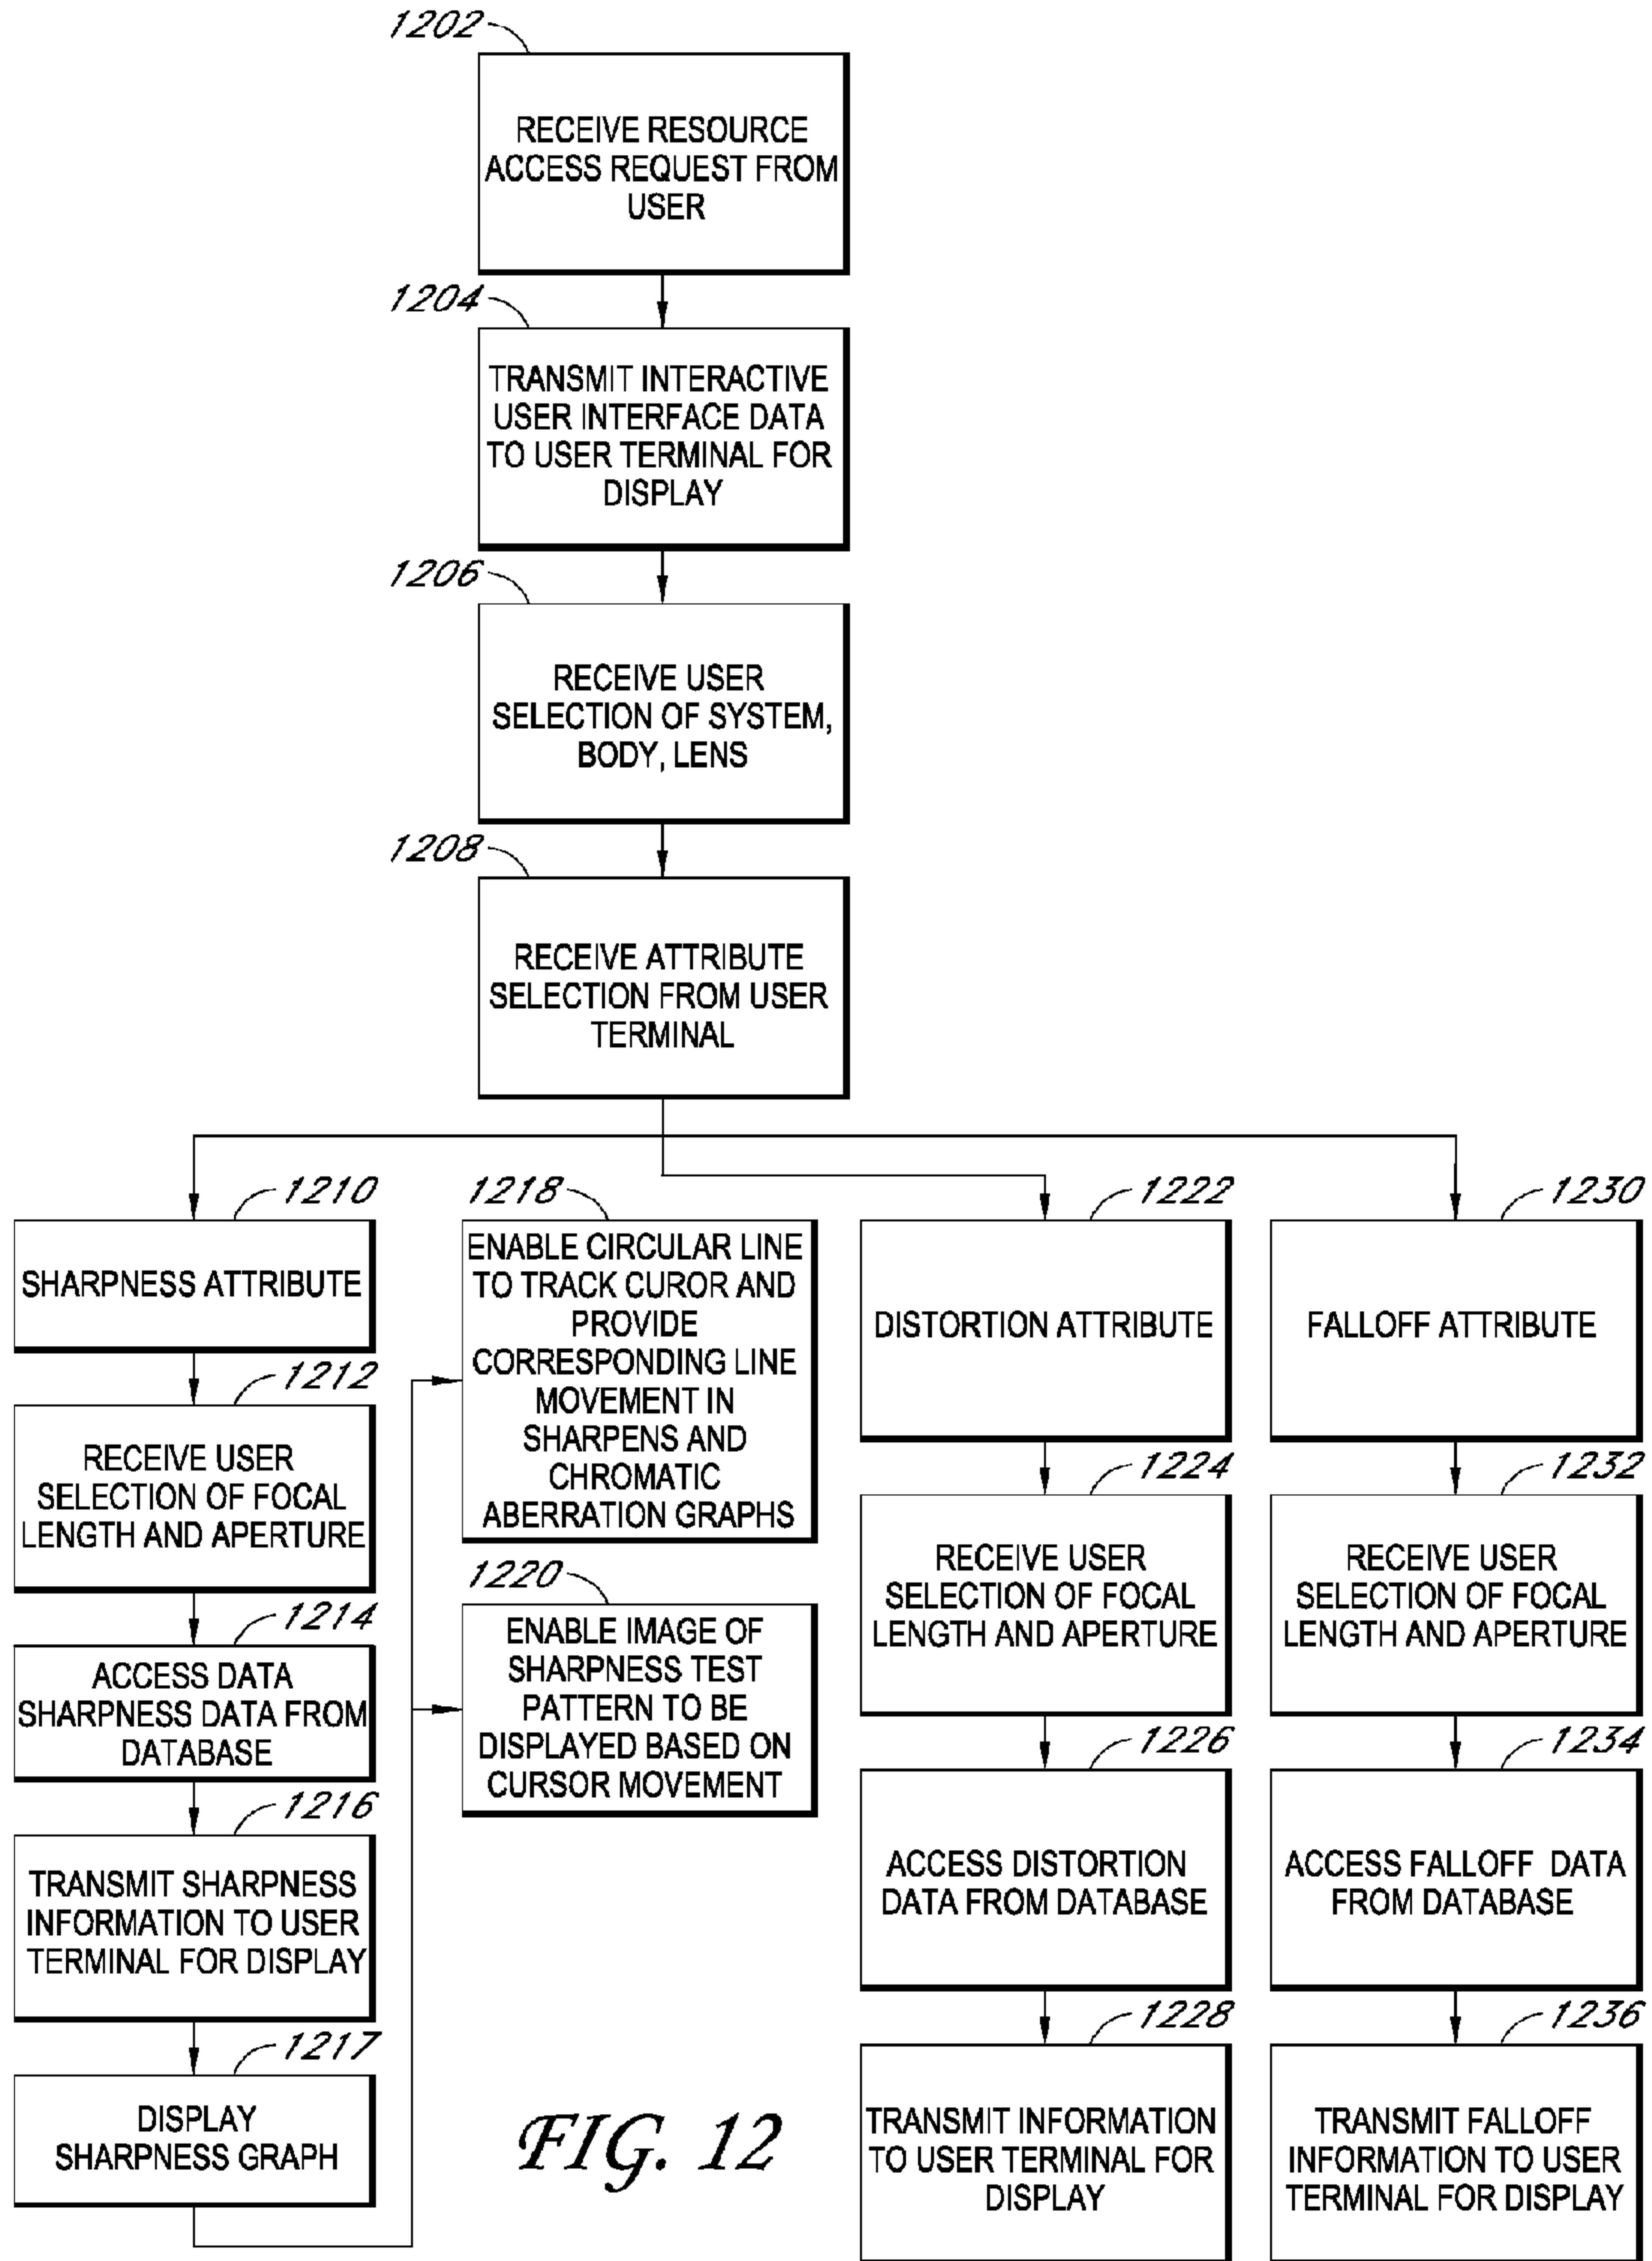 1202
RECEIVE RESOURCE
ACCESS REQUEST FROM
USER
1204
TRANSMIT INTERACTIVE
USER INTERFACE DATA
TO USER TERMINAL FOR
DISPLAY
1206
RECEIVE USER
SELECTION OF SYSTEM,
BODY, LENS
1208
RECEIVE ATTRIBUTE
SELECTION FROM USER
TERMINAL
1210
SHARPNESS ATTRIBUTE
1212
RECEIVE USER
SELECTION OF FOCAL
LENGTH AND APERTURE
1214
ACCESS DATA
SHARPNESS DATA FROM
DATABASE
1216
TRANSMIT SHARPNESS
INFORMATION TO USER
TERMINAL FOR DISPLAY
1217
DISPLAY
SHARPNESS GRAPH
1218
ENABLE CIRCULAR LINE
TO TRACK CUROR AND
PROVIDE
CORRESPONDING LINE
MOVEMENT IN
SHARPENS AND
CHROMATIC
ABERRATION GRAPHS
1220
ENABLE IMAGE OF
SHARPNESS TEST
PATTERN TO BE
DISPLAYED BASED ON
CURSOR MOVEMENT
1222
DISTORTION ATTRIBUTE
1224
RECEIVE USER
SELECTION OF FOCAL
LENGTH AND APERTURE
1226
ACCESS DISTORTION
DATA FROM DATABASE
1228
TRANSMIT INFORMATION
TO USER TERMINAL FOR
DISPLAY
1230
FALLOFF ATTRIBUTE
1232
RECEIVE USER
SELECTION OF FOCAL
LENGTH AND APERTURE
1234
ACCESS FALLOFF DATA
FROM DATABASE
1236
TRANSMIT FALLOFF
INFORMATION TO USER
TERMINAL FOR DISPLAY
FIG. 12